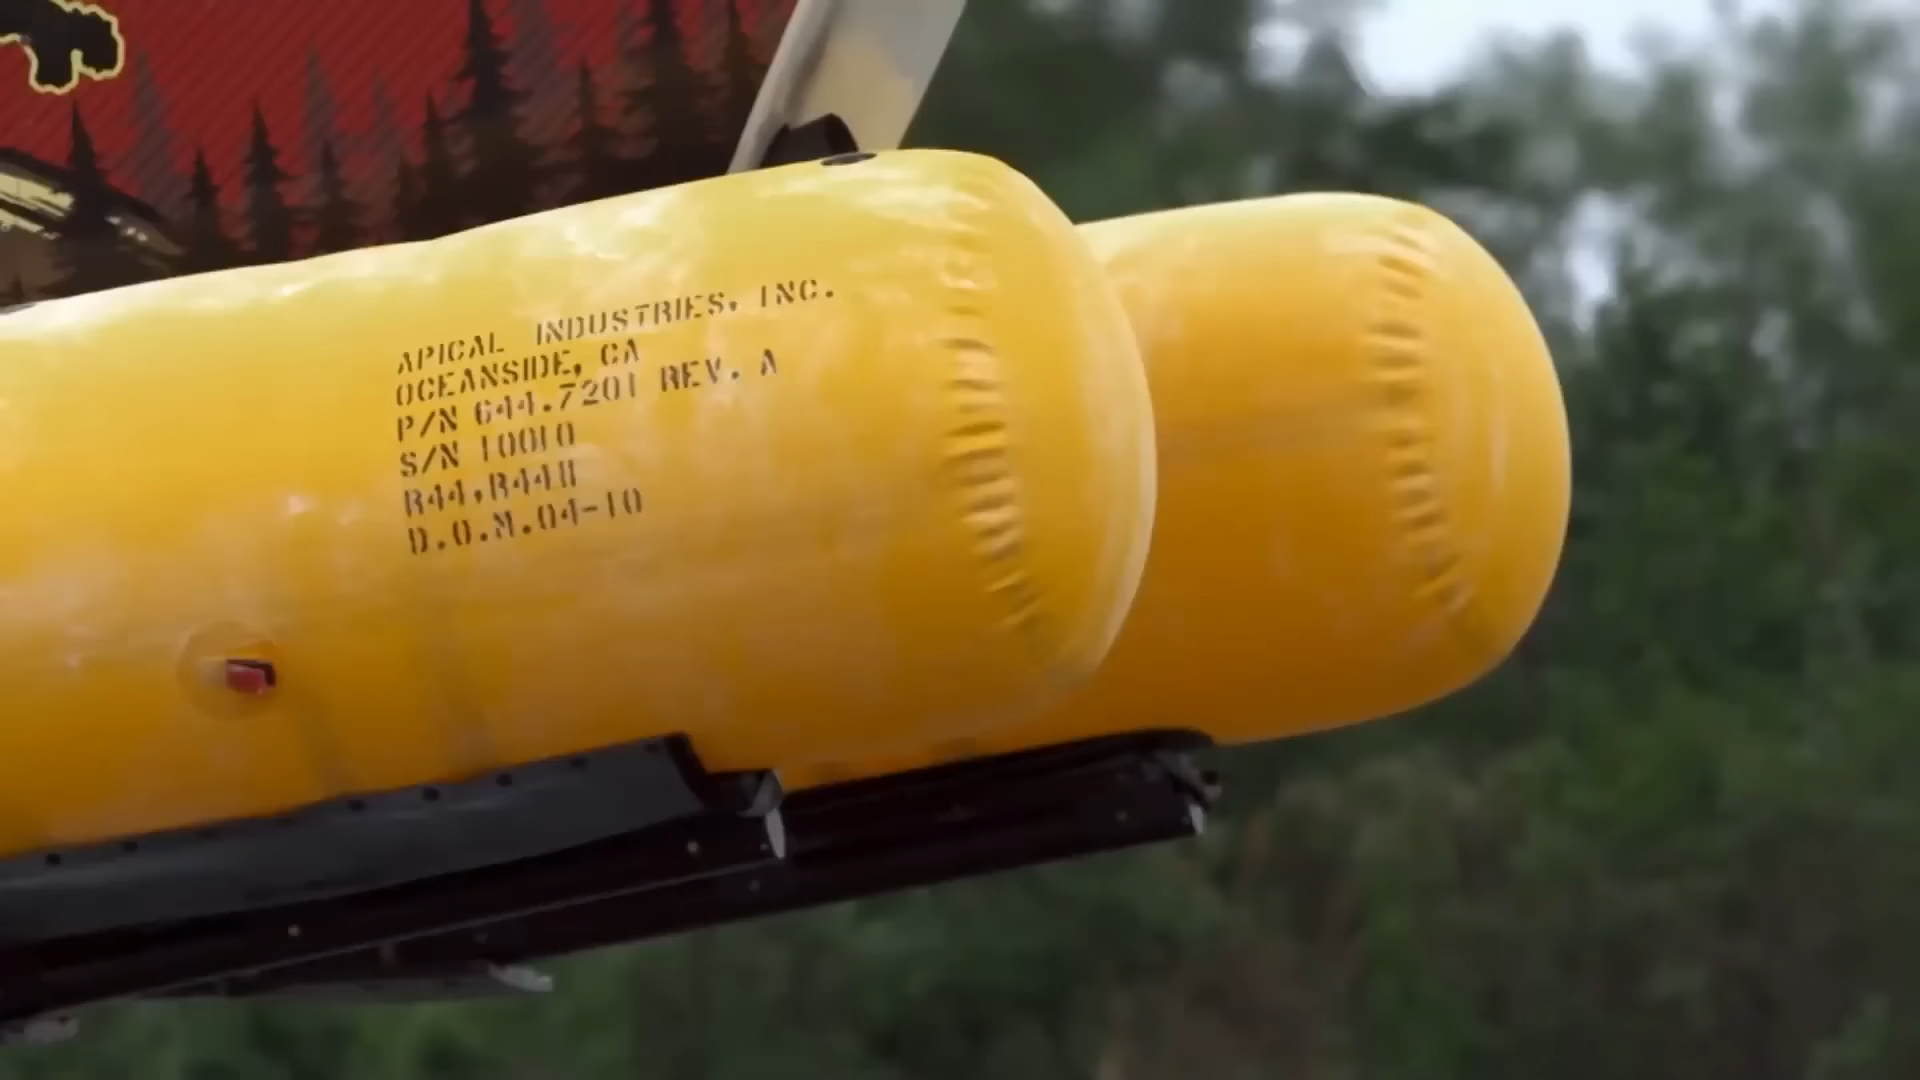 APICAL INDUSTRIES, INC.
OCEANSIDE, CA
P/N 644.7201 REV. A
S/N 10010
R44,R44II
D.O.M.04-10